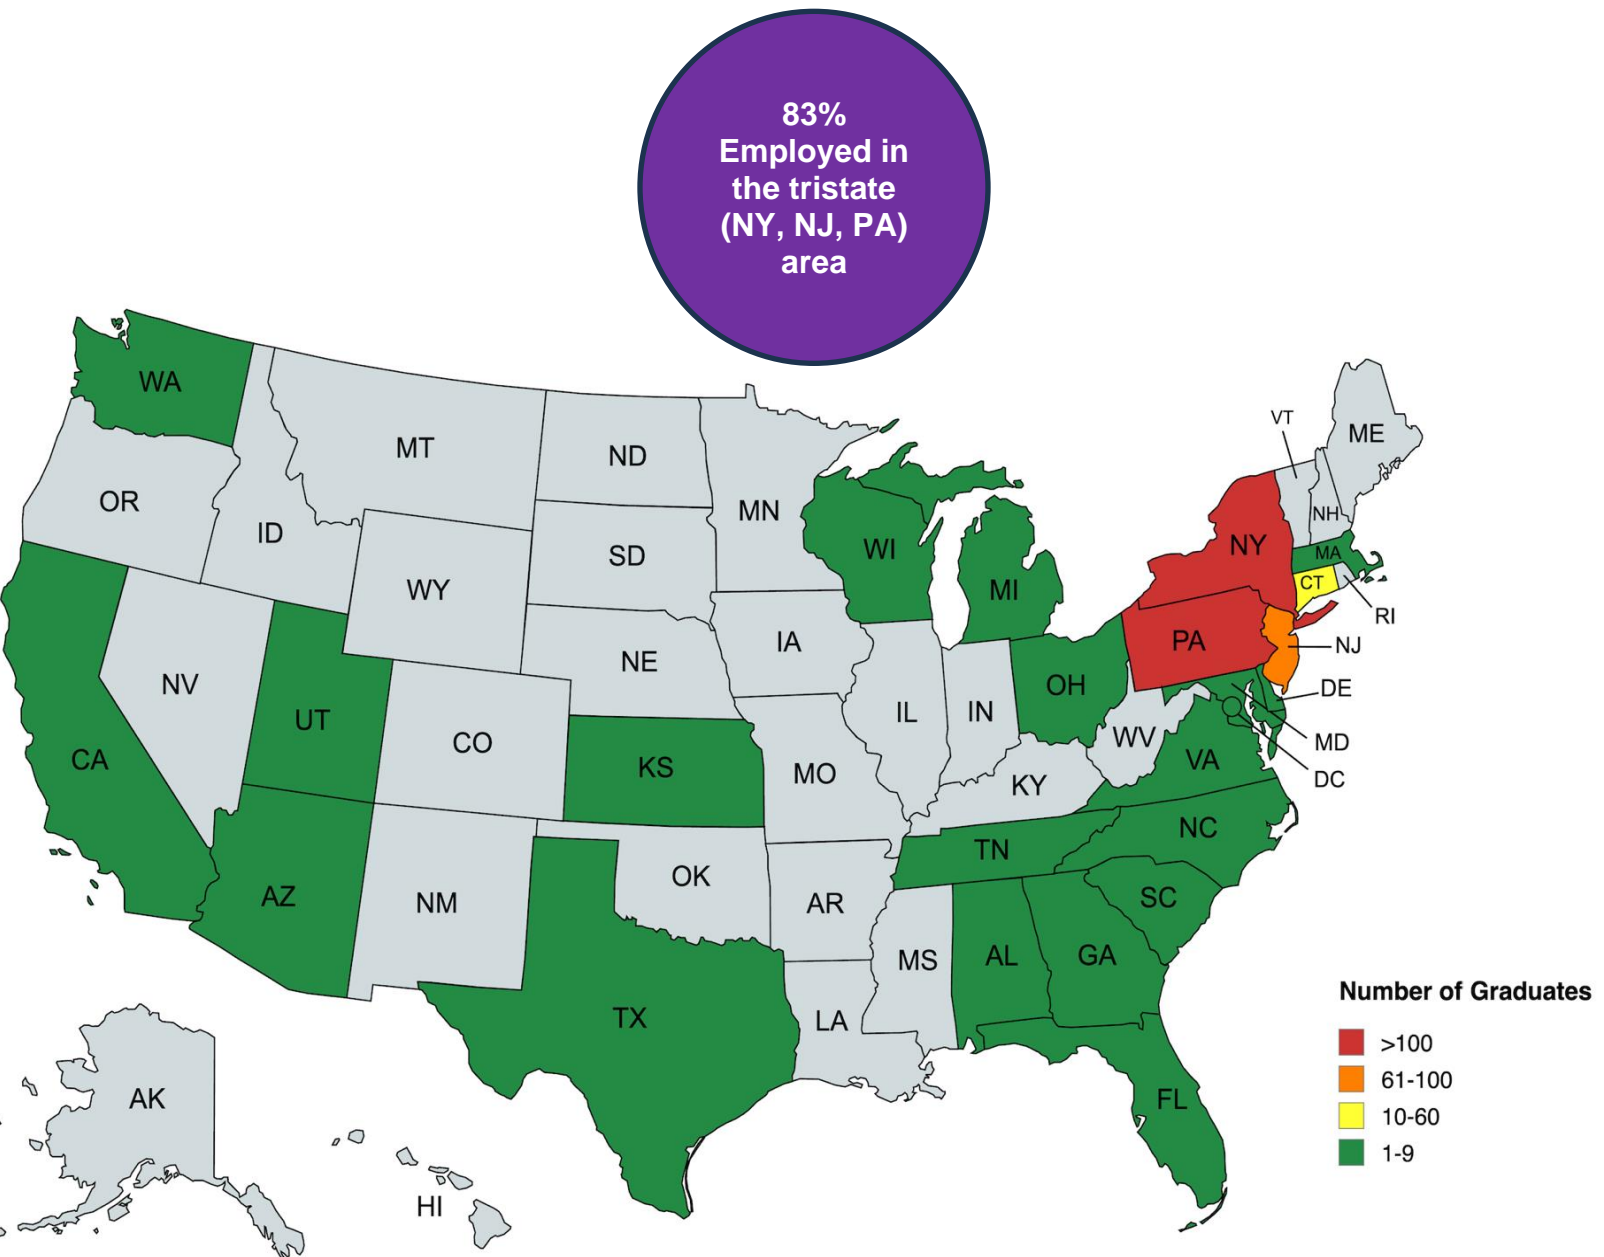 83%
Employed in
the tristate
(NY, NJ, PA)
area
WA
MT
ND
MN
VT
ME
OR
ID
SD
WI
MI
NY
NH
MA
CT
RI
WY
IA
PA
NJ
NE
NV
UT
CO
IL
IN
OH
DE
WV
MD
CA
KS
MO
KY
VA
DC
TN
NC
AZ
NM
OK
AR
SC
MS
AL
GA
TX
LA
FL
AK
HI
Number of Graduates
>100
61-100
10-60
1-9